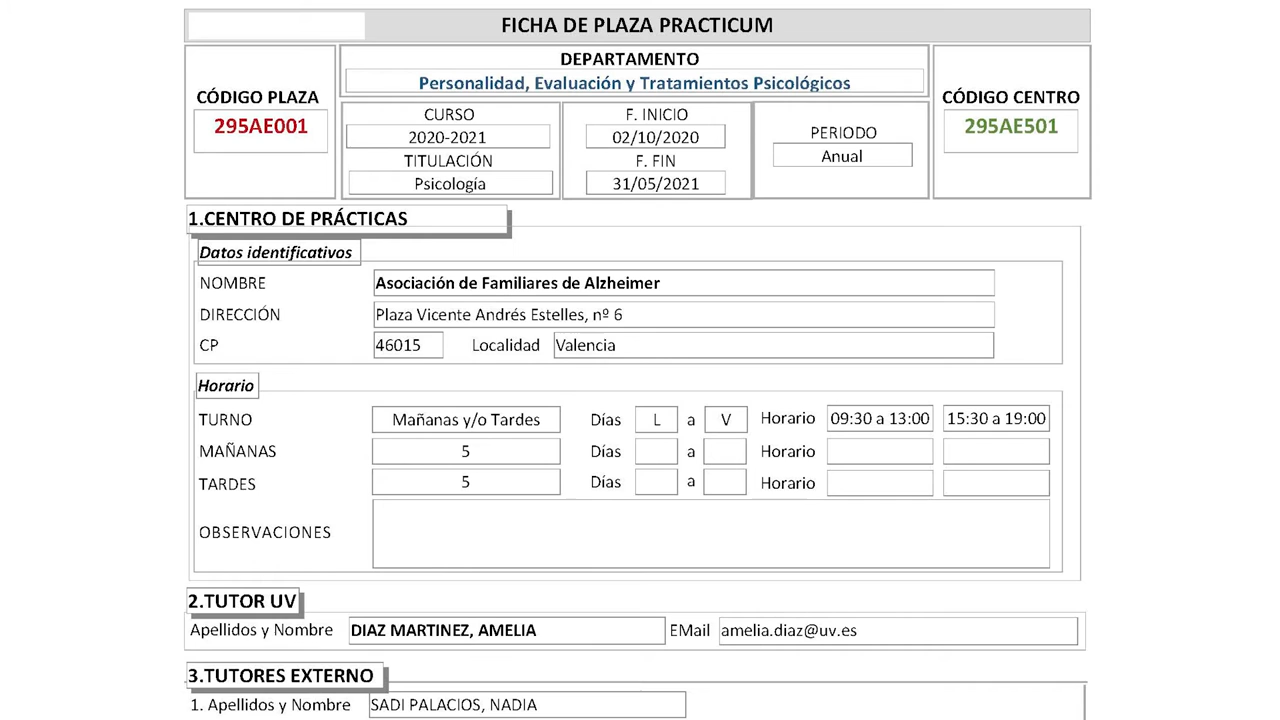 FICHA DE PLAZA PRACTICUM
CÓDIGO PLAZA
295AE001
DEPARTAMENTO
Personalidad, Evaluación y Tratamientos Psicológicos
CURSO
2020-2021
TITULACIÓN
Psicología
F. INICIO
02/10/2020
F. FIN
31/05/2021
PERIODO
Anual
CÓDIGO CENTRO
295AE501
1.CENTRO DE PRÁCTICAS
Datos identificativos
NOMBRE Asociación de Familiares de Alzheimer
DIRECCIÓN Plaza Vicente Andrés Estelles, nº 6
CP 46015 Localidad Valencia
Horario
TURNO Mañanas y/o Tardes Días L a V Horario 09:30 a 13:00 15:30 a 19:00
MAÑANAS 5 Días a Horario
TARDES 5 Días a Horario
OBSERVACIONES
2.TUTOR UV
Apellidos y Nombre DIAZ MARTINEZ, AMELIA EMail amelia.diaz@uv.es
3.TUTORES EXTERNO
1. Apellidos y Nombre SADI PALACIOS, NADIA